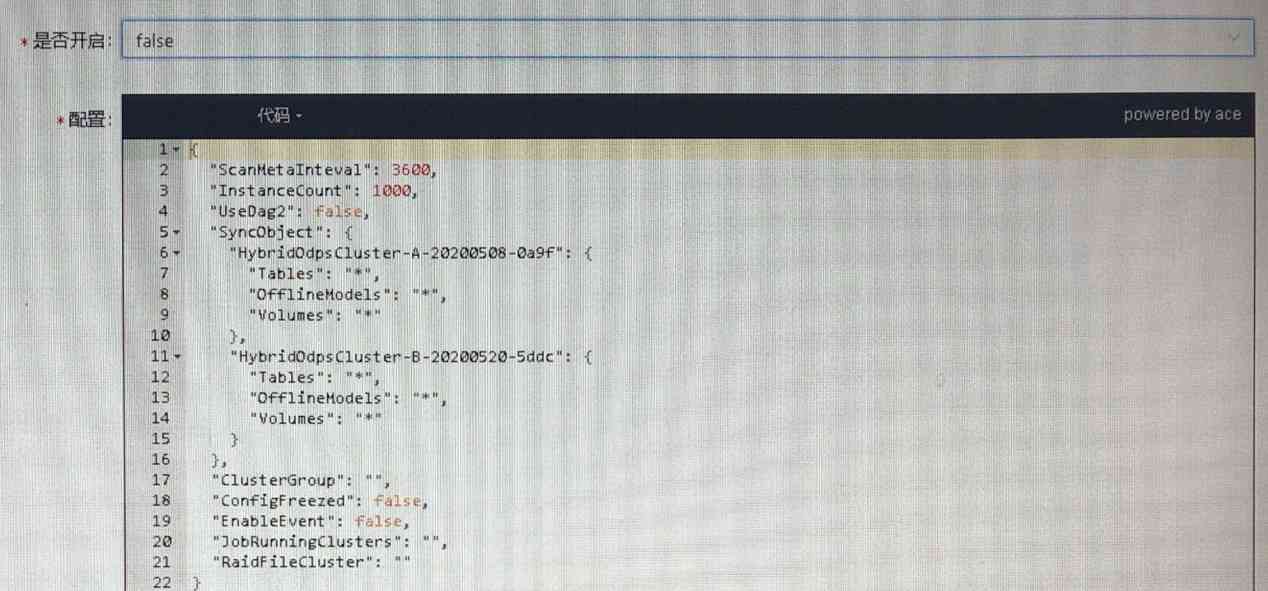 *是否开启: false
*配置: 代码 powered by ace
1 {
2 "ScanMetaInteval": 3600,
3 "InstanceCount": 1000,
4 "UseDag2": false,
5 "SyncObject": {
6 "HybridOdpsCluster-A-20200508-0a9f": {
7 "Tables": "*",
8 "OfflineModels": "*",
9 "Volumes": "*"
10 },
11 "HybridOdpsCluster-B-20200520-5ddc": {
12 "Tables": "*",
13 "OfflineModels": "*",
14 "Volumes": "*"
15 }
16 },
17 "ClusterGroup": "",
18 "ConfigFreezed": false,
19 "EnableEvent": false,
20 "JobRunningClusters": "",
21 "RaidFileCluster": ""
22 }